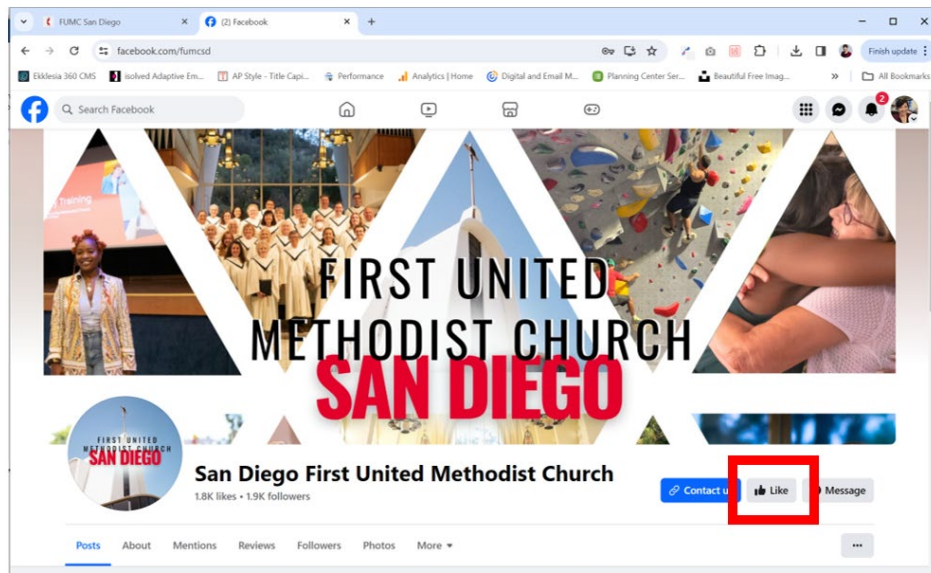 FUMC San Diego
(2) Facebook
facebook.com/fumcsd
Finish update
Ekklesia 360 CMS
isolved Adaptive Em...
AP Style - Title Capi...
Performance
Analytics | Home
Digital and Email M...
Planning Center Ser...
Beautiful Free Imag...
»
All Bookmarks
Search Facebook
2
Training
FIRST UNITED
METHODIST CHURCH
SAN DIEGO
FIRST UNITED
METHODIST CHURCH
SAN DIEGO
San Diego First United Methodist Church
1.8K likes • 1.9K followers
Contact u
Like
Message
Posts
About
Mentions
Reviews
Followers
Photos
More